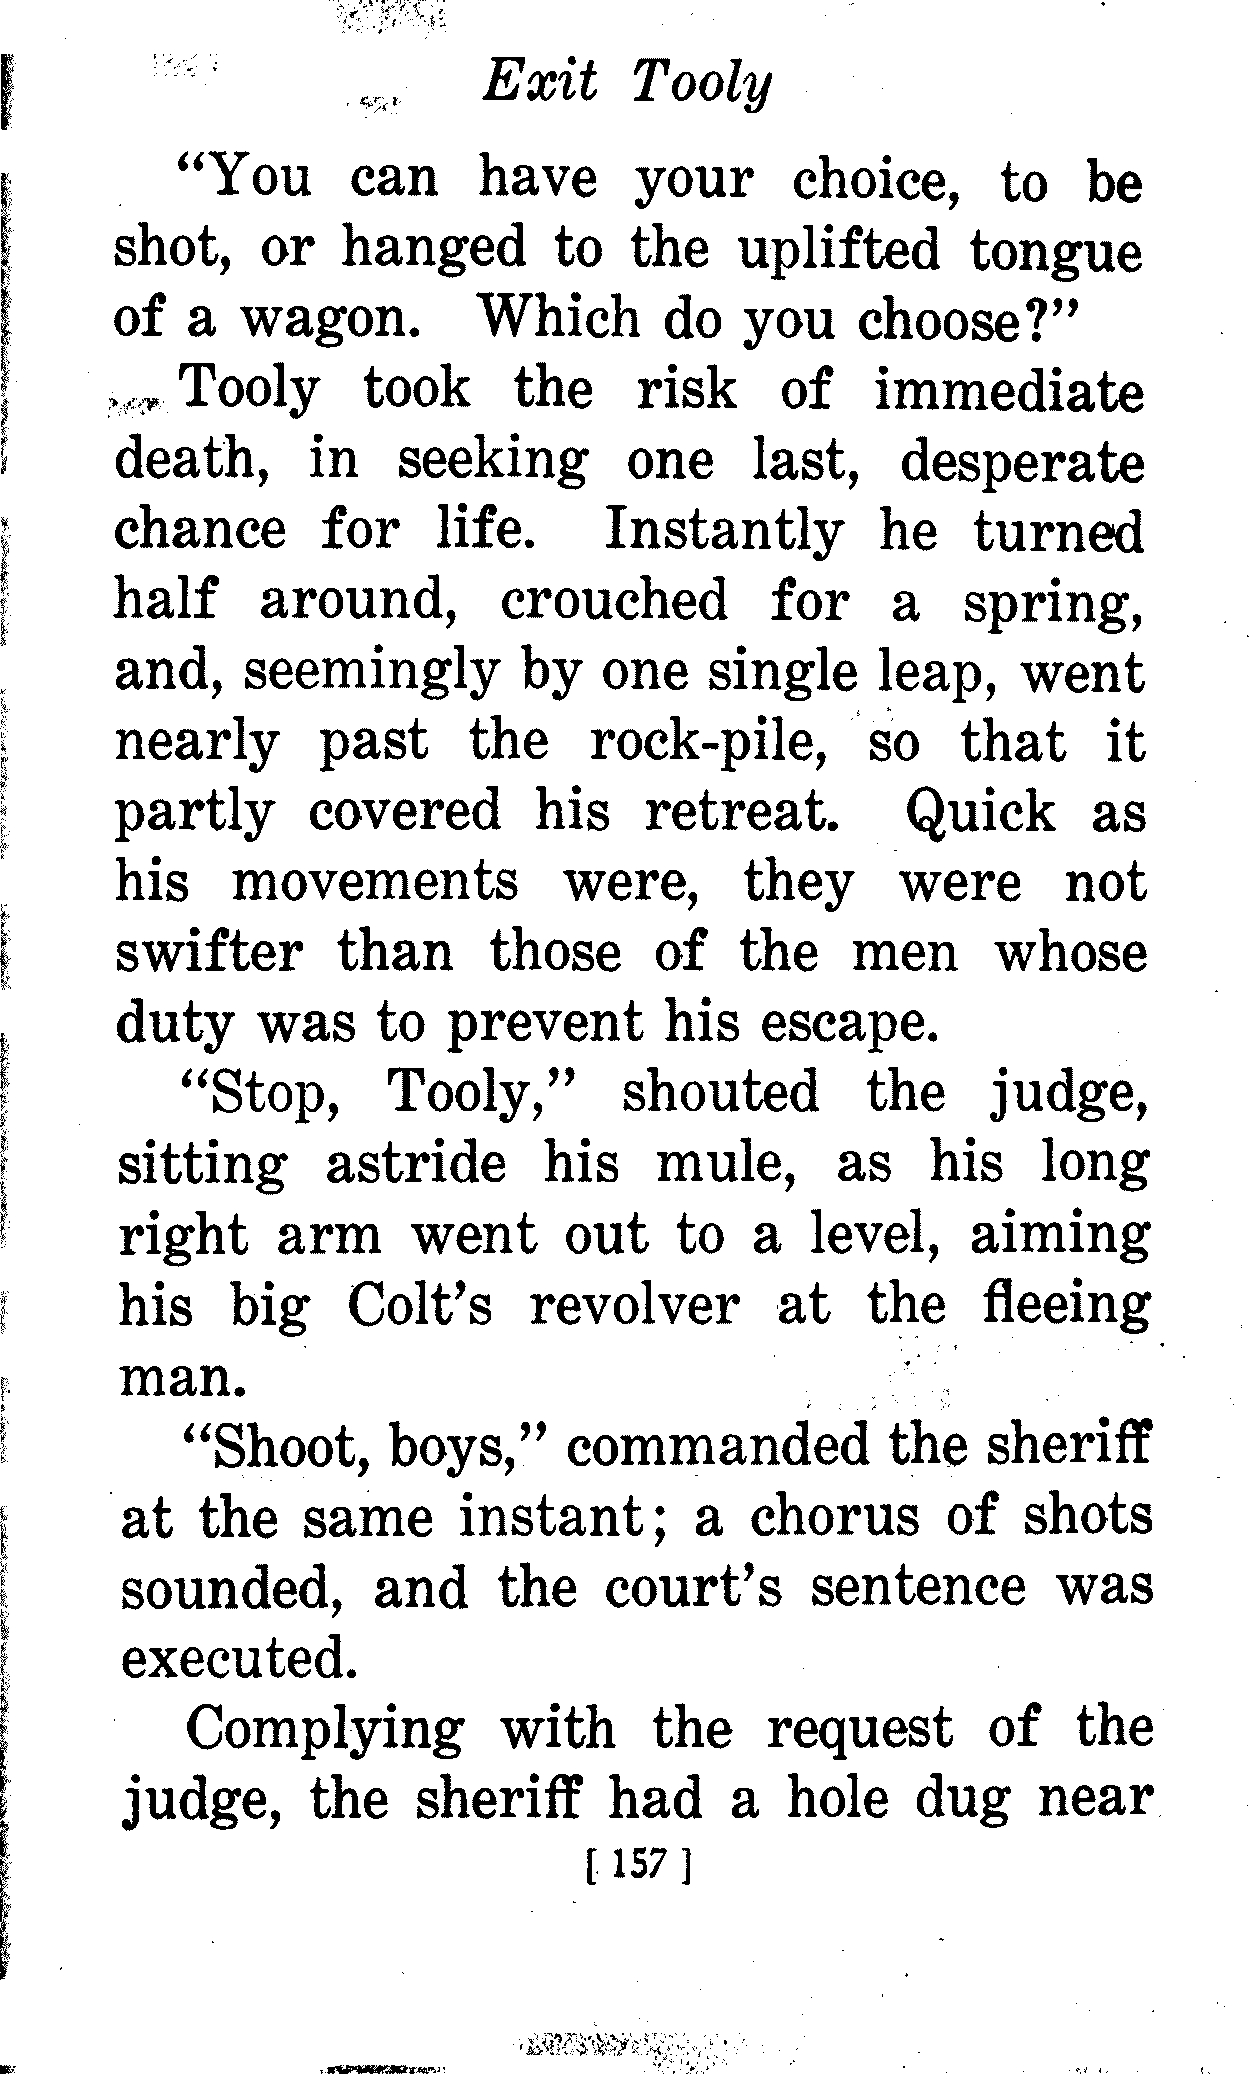 Exit Tooly
"You can have your choice, to be
shot, or hanged to the uplifted tongue
of a wagon. Which do you choose?"
Tooly took the risk of immediate
death, in seeking one last, desperate
chance for life. Instantly he turned
half around, crouched for a spring,
and, seemingly by one single leap, went
nearly past the rock-pile, so that it
partly covered his retreat. Quick as
his movements were, they were not
swifter than those of the men whose
duty was to prevent his escape.
"Stop, Tooly," shouted the judge,
sitting astride his mule, as his long
right arm went out to a level, aiming
his big Colt's revolver at the fleeing
man.
"Shoot, boys," commanded the sheriff
at the same instant; a chorus of shots
sounded, and the court's sentence was
executed.
Complying with the request of the
judge, the sheriff had a hole dug near
[ 157 ]